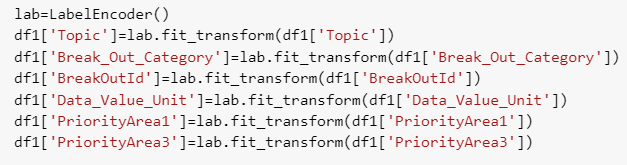 lab=LabelEncoder()
df1['Topic']=lab.fit_transform(df1['Topic'])
df1['Break_Out_Category']=lab.fit_transform(df1['Break_Out_Category'])
df1['BreakOutId']=lab.fit_transform(df1['BreakOutId'])
df1['Data_Value_Unit']=lab.fit_transform(df1['Data_Value_Unit'])
df1['PriorityArea1']=lab.fit_transform(df1['PriorityArea1'])
df1['PriorityArea3']=lab.fit_transform(df1['PriorityArea3'])